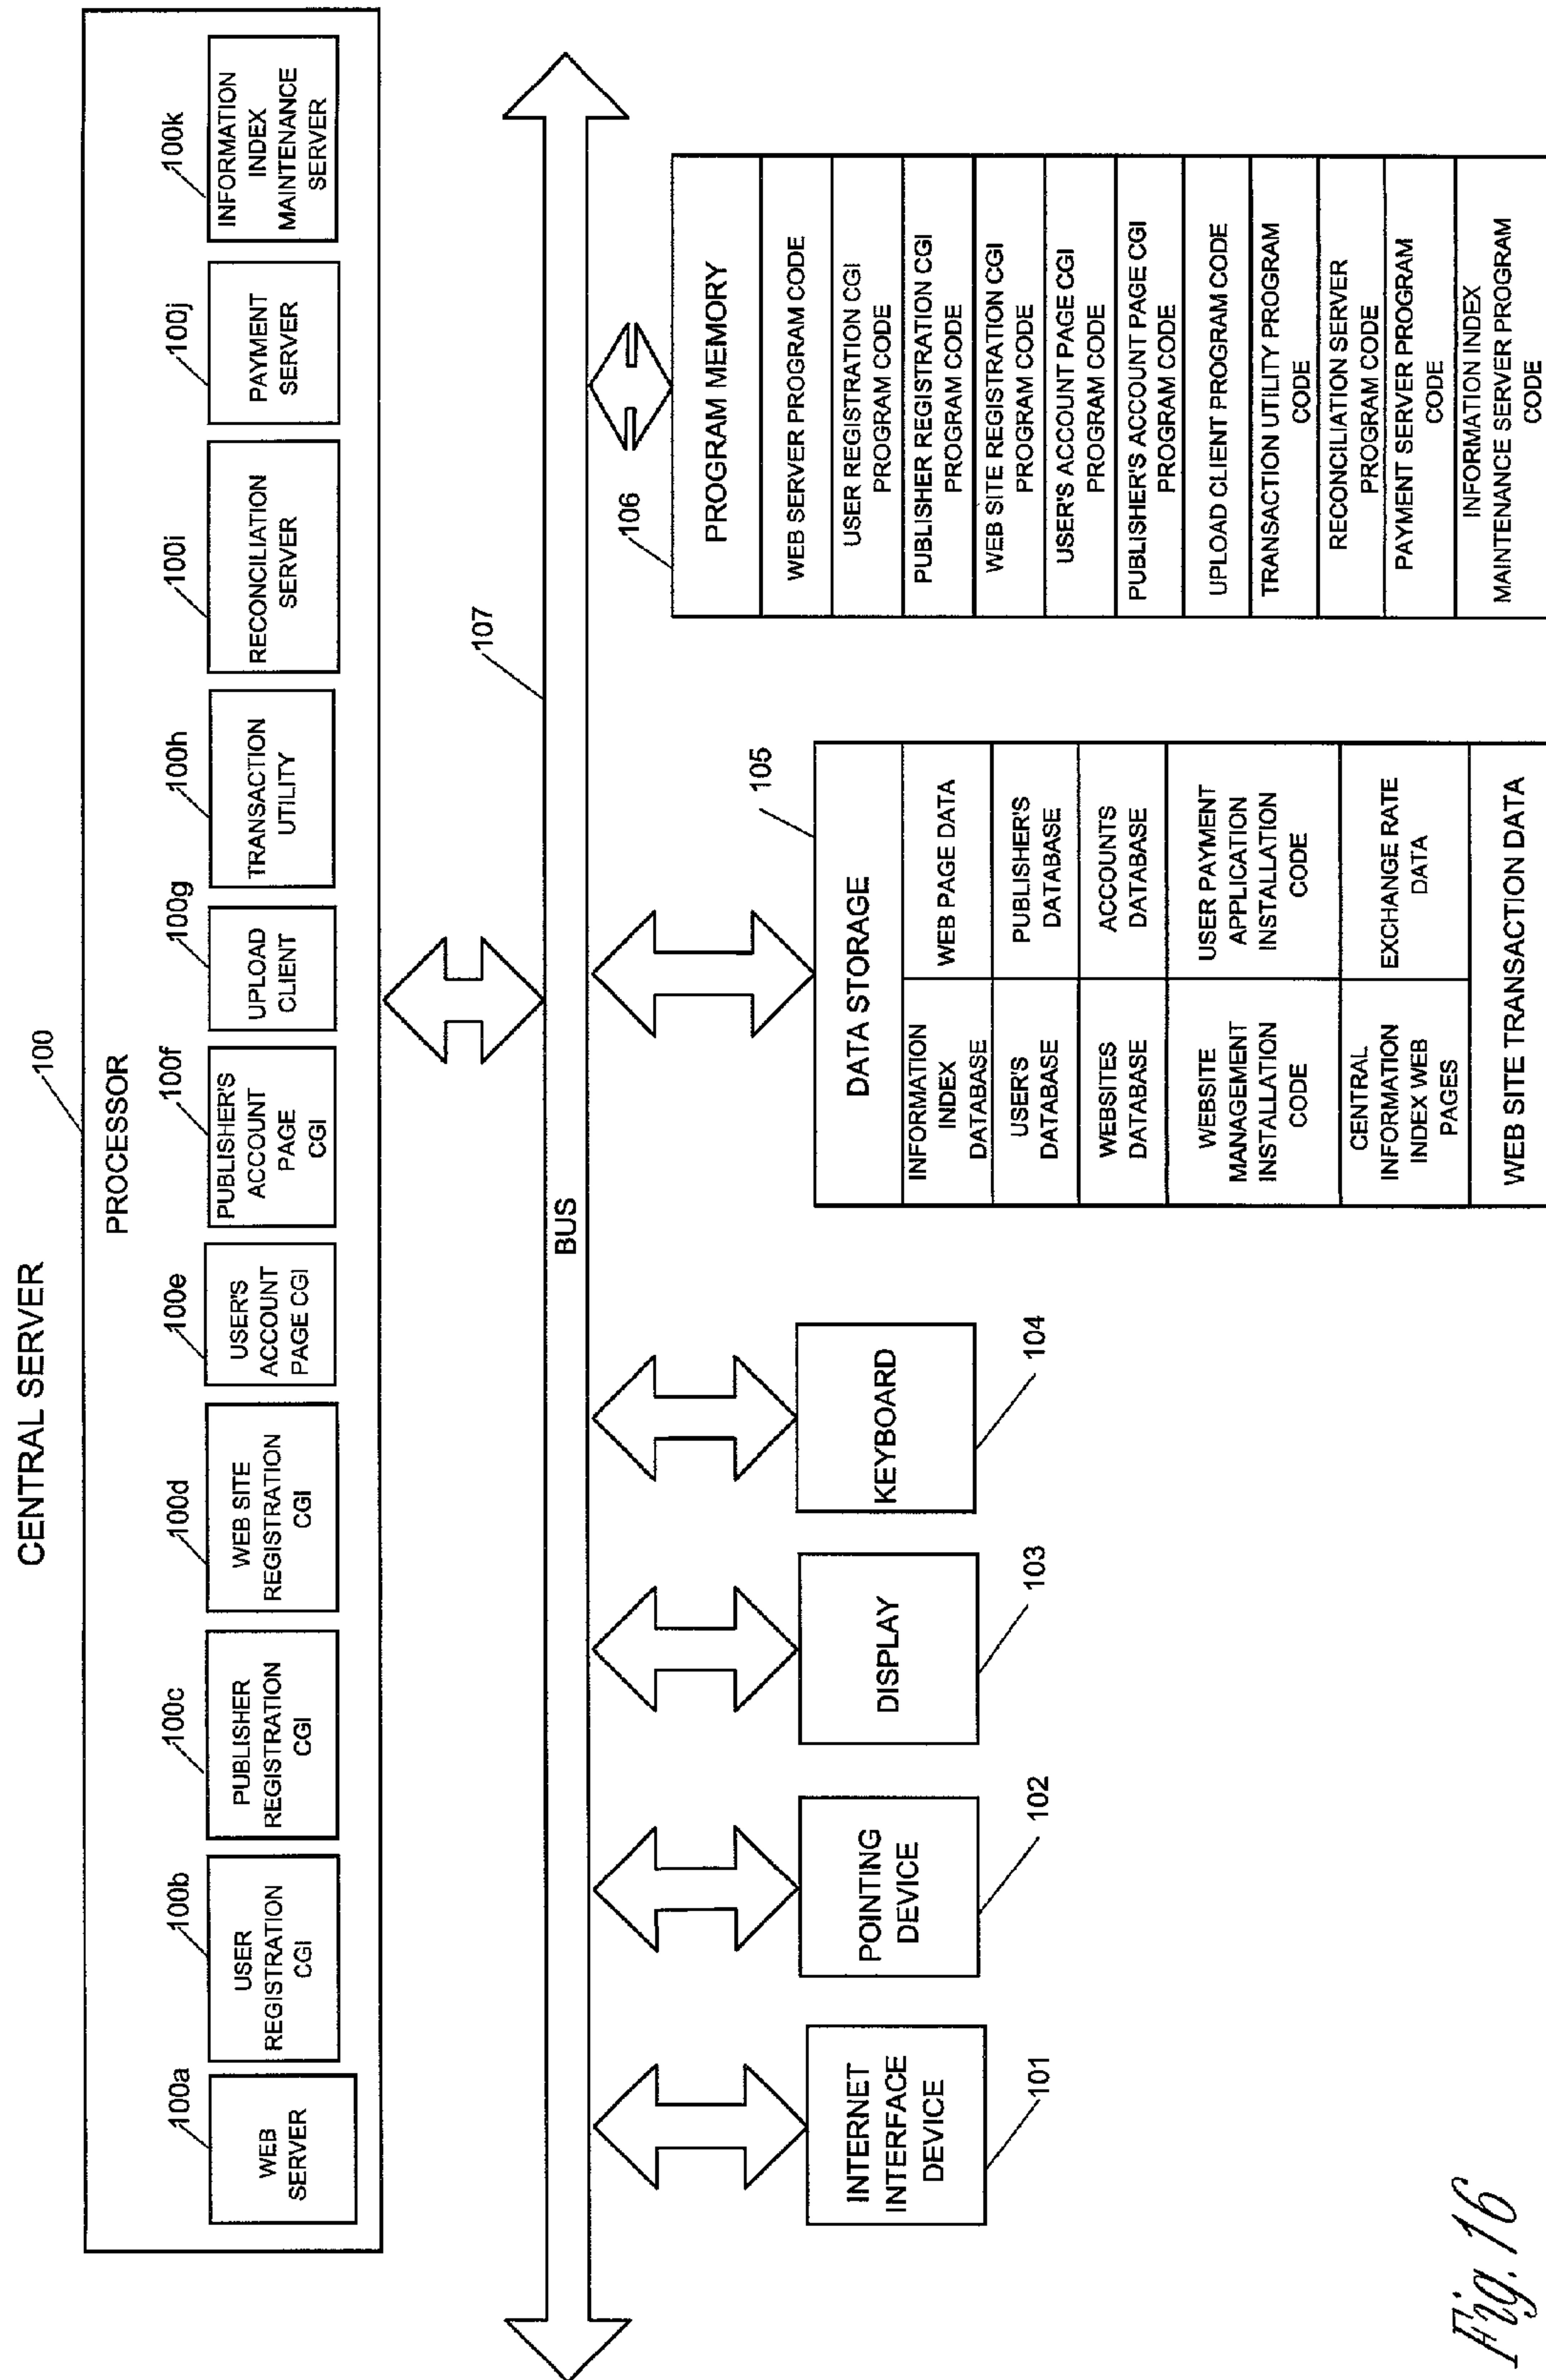 CENTRAL SERVER
100
PROCESSOR
100a
100b
100c
100d
100e
100f
100g
100h
100i
100j
100k
WEB
SERVER
USER
REGISTRATION
CGI
PUBLISHER
REGISTRATION
CGI
WEB SITE
REGISTRATION
CGI
USER'S
ACCOUNT
PAGE CGI
PUBLISHER'S
ACCOUNT
PAGE
CGI
UPLOAD
CLIENT
TRANSACTION
UTILITY
RECONCILIATION
SERVER
PAYMENT
SERVER
INFORMATION
INDEX
MAINTENANCE
SERVER
107
BUS
INTERNET
INTERFACE
DEVICE
101
POINTING
DEVICE
102
DISPLAY
103
KEYBOARD
104
105
DATA STORAGE
INFORMATION
INDEX
DATABASE
WEB PAGE DATA
USER'S
DATABASE
PUBLISHER'S
DATABASE
WEBSITES
DATABASE
ACCOUNTS
DATABASE
WEBSITE
MANAGEMENT
INSTALLATION
CODE
USER PAYMENT
APPLICATION
INSTALLATION
CODE
CENTRAL
INFORMATION
INDEX WEB
PAGES
EXCHANGE RATE
DATA
WEB SITE TRANSACTION DATA
106
PROGRAM MEMORY
WEB SERVER PROGRAM CODE
USER REGISTRATION CGI
PROGRAM CODE
PUBLISHER REGISTRATION CGI
PROGRAM CODE
WEB SITE REGISTRATION CGI
PROGRAM CODE
USER'S ACCOUNT PAGE CGI
PROGRAM CODE
PUBLISHER'S ACCOUNT PAGE CGI
PROGRAM CODE
UPLOAD CLIENT PROGRAM CODE
TRANSACTION UTILITY PROGRAM
CODE
RECONCILIATION SERVER
PROGRAM CODE
PAYMENT SERVER PROGRAM
CODE
INFORMATION INDEX
MAINTENANCE SERVER PROGRAM
CODE
Fig. 16